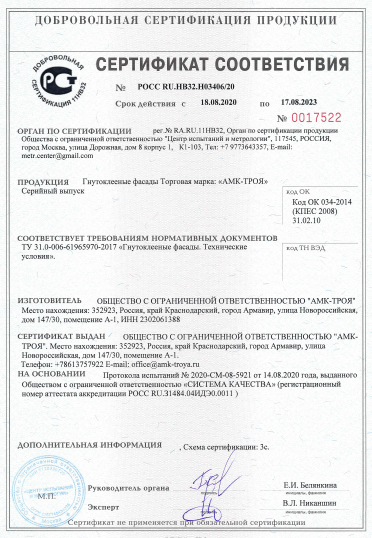 ДОБРОВОЛЬНАЯ СЕРТИФИКАЦИЯ ПРОДУКЦИИ
ДОБРОВОЛЬНАЯ
СЕРТИФИКАЦИЯ 11НВ32
СЕРТИФИКАТ СООТВЕТСТВИЯ
№ РОСС RU.НВ32.Н03406/20
Срок действия с 18.08.2020 по 17.08.2023
№ 0017522
ОРГАН ПО СЕРТИФИКАЦИИ рег.№ RA.RU.11НВ32, Орган по сертификации продукции
Общества с ограниченной ответственностью "Центр испытаний и метрологии", 117545, РОССИЯ,
город Москва, улица Дорожная, дом 8 корпус 1, К1-103, Тел: +7 9773643357, E-mail:
metr.center@gmail.com
ПРОДУКЦИЯ Гнутоклееные фасады Торговая марка: «АМК-ТРОЯ»
Серийный выпуск
код ОК
Код ОК 034-2014
(КПЕС 2008)
31.02.10
СООТВЕТСТВУЕТ ТРЕБОВАНИЯМ НОРМАТИВНЫХ ДОКУМЕНТОВ
ТУ 31.0-006-61965970-2017 «Гнутоклееные фасады. Технические
условия».
код ТН ВЭД
ИЗГОТОВИТЕЛЬ ОБЩЕСТВО С ОГРАНИЧЕННОЙ ОТВЕТСТВЕННОСТЬЮ "АМК-ТРОЯ"
Место нахождения: 352923, Россия, край Краснодарский, город Армавир, улица Новороссийская,
дом 147/30, помещение А-1, ИНН 2302061388
СЕРТИФИКАТ ВЫДАН ОБЩЕСТВО С ОГРАНИЧЕННОЙ ОТВЕТСТВЕННОСТЬЮ "АМК-
ТРОЯ". Место нахождения: 352923, Россия, край Краснодарский, город Армавир, улица
Новороссийская, дом 147/30, помещение А-1.
Телефон: +78613757922 E-mail: office@amk-troya.ru
НА ОСНОВАНИИ Протокола испытаний № 2020-СМ-08-5921 от 14.08.2020 года, выданного
Обществом с ограниченной ответственностью «СИСТЕМА КАЧЕСТВА» (регистрационный
номер аттестата аккредитации РОСС RU.31484.04ИДЭ0.0011 )
ДОПОЛНИТЕЛЬНАЯ ИНФОРМАЦИЯ , Схема сертификации: 3с.
М.П.
Руководитель органа Е.И. Белянкина
подпись инициалы, фамилия
Эксперт В.Л. Никаншин
подпись инициалы, фамилия
Сертификат не применяется при обязательной сертификации